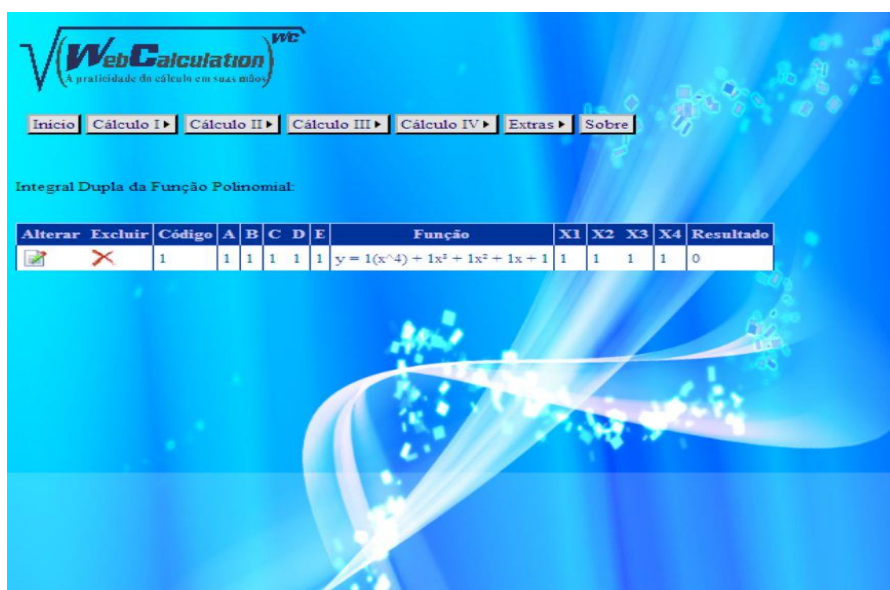 WC
WebCalculation
A praticidade do cálculo em suas mãos
Início Cálculo I Cálculo II Cálculo III Cálculo IV Extras Sobre
Integral Dupla da Função Polinomial:
Alterar Excluir Código A B C D E Função X1 X2 X3 X4 Resultado
1 1 1 1 1 1 y = 1(x^4) + 1x³ + 1x² + 1x + 1 1 1 1 1 0